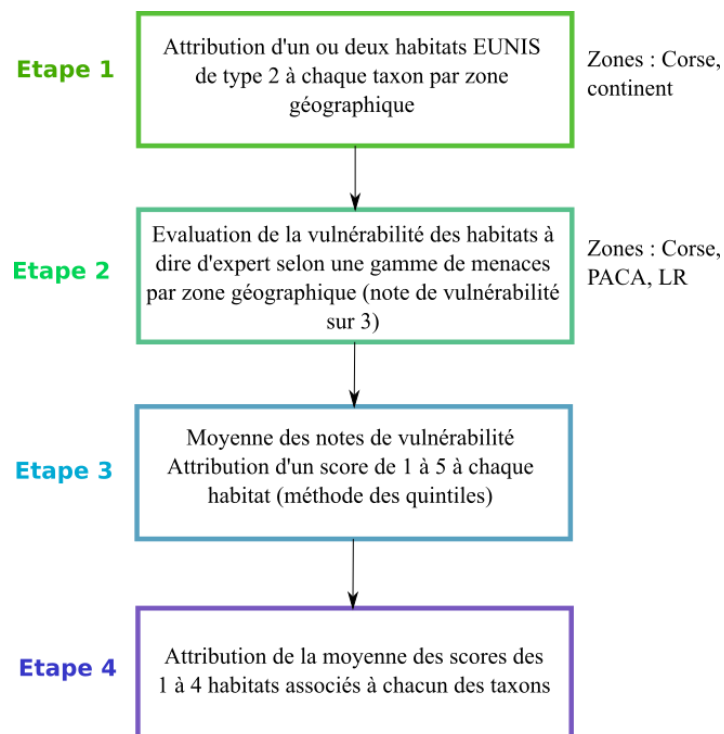 Etape 1
Attribution d'un ou deux habitats EUNIS
de type 2 à chaque taxon par zone
géographique
Zones : Corse,
continent
Etape 2
Evaluation de la vulnérabilité des habitats à
dire d'expert selon une gamme de menaces
par zone géographique (note de vulnérabilité
sur 3)
Zones : Corse,
PACA, LR
Etape 3
Moyenne des notes de vulnérabilité
Attribution d'un score de 1 à 5 à chaque
habitat (méthode des quintiles)
Etape 4
Attribution de la moyenne des scores des
1 à 4 habitats associés à chacun des taxons